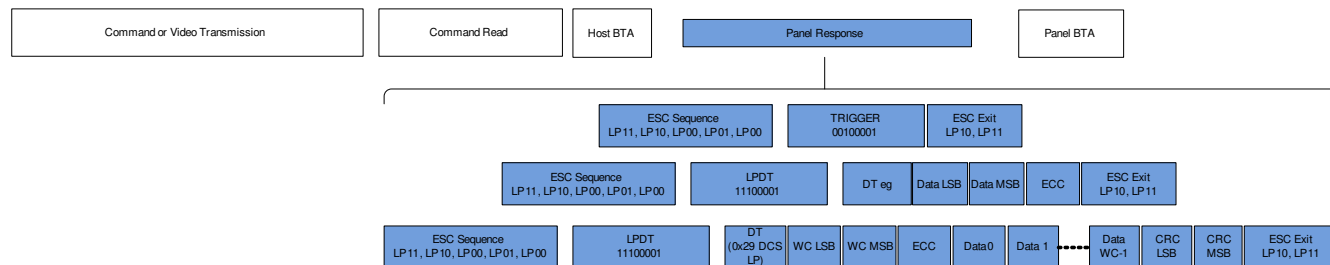 Command or Video Transmission
Command Read
Host BTA
Panel Response
Panel BTA
ESC Sequence
LP11, LP10, LP00, LP01, LP00
TRIGGER
00100001
ESC Exit
LP10, LP11
ESC Sequence
LP11, LP10, LP00, LP01, LP00
LPDT
11100001
DT eg
Data LSB
Data MSB
ECC
ESC Exit
LP10, LP11
ESC Sequence
LP11, LP10, LP00, LP01, LP00
LPDT
11100001
DT
(0x29 DCS
LP)
WC LSB
WC MSB
ECC
Data0
Data 1
Data
WC-1
CRC
LSB
CRC
MSB
ESC Exit
LP10, LP11